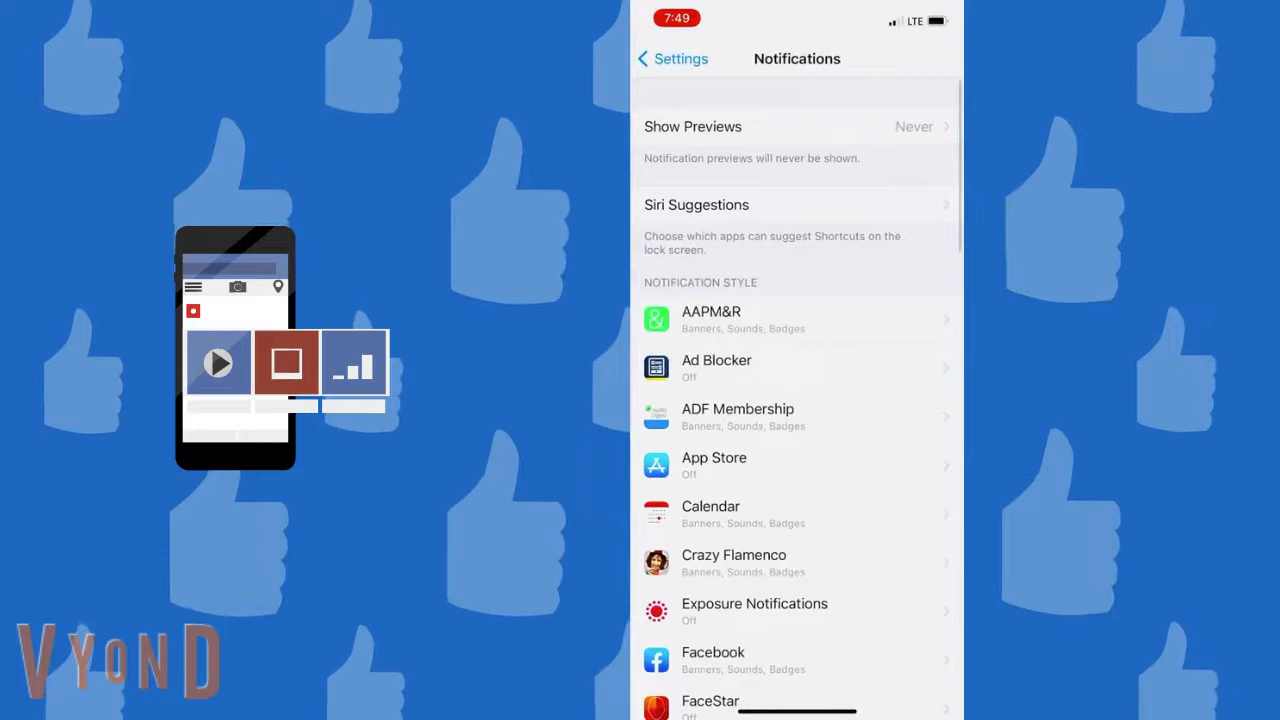 7:49
LTE
Settings
Notifications
Show Previews
Never
Notification previews will never be shown.
Siri Suggestions
Choose which apps can suggest Shortcuts on the
lock screen.
NOTIFICATION STYLE
AAPM&R
Banners, Sounds, Badges
Ad Blocker
Off
ADF Membership
Banners, Sounds, Badges
App Store
Off
Calendar
Banners, Sounds, Badges
Crazy Flamenco
Banners, Sounds, Badges
Exposure Notifications
Off
Facebook
Banners, Sounds, Badges
FaceStar
Off
VYOND